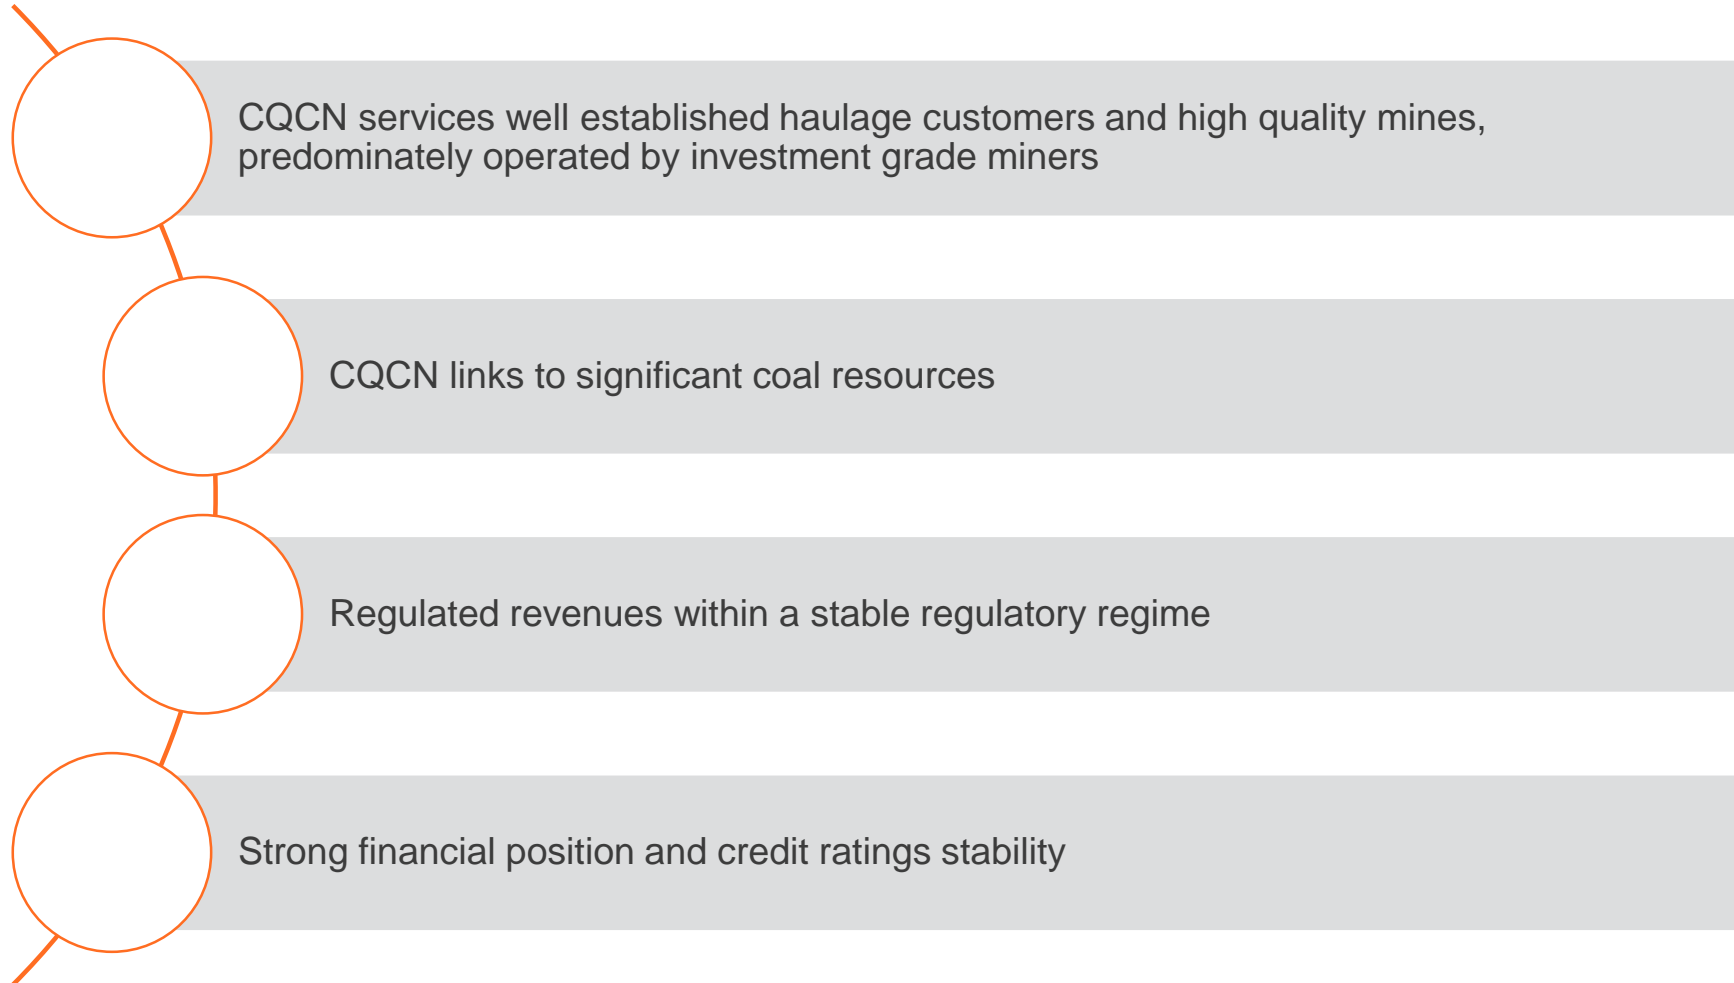 CQCN services well established haulage customers and high quality mines,
predominately operated by investment grade miners
CQCN links to significant coal resources
Regulated revenues within a stable regulatory regime
Strong financial position and credit ratings stability